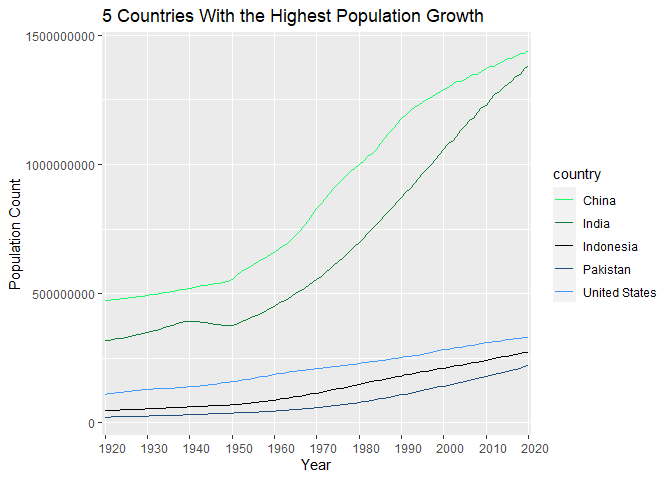 5 Countries With the Highest Population Growth
1500000000
1000000000
500000000
0
Population Count
1920 1930 1940 1950 1960 1970 1980 1990 2000 2010 2020
Year
country
China
India
Indonesia
Pakistan
United States